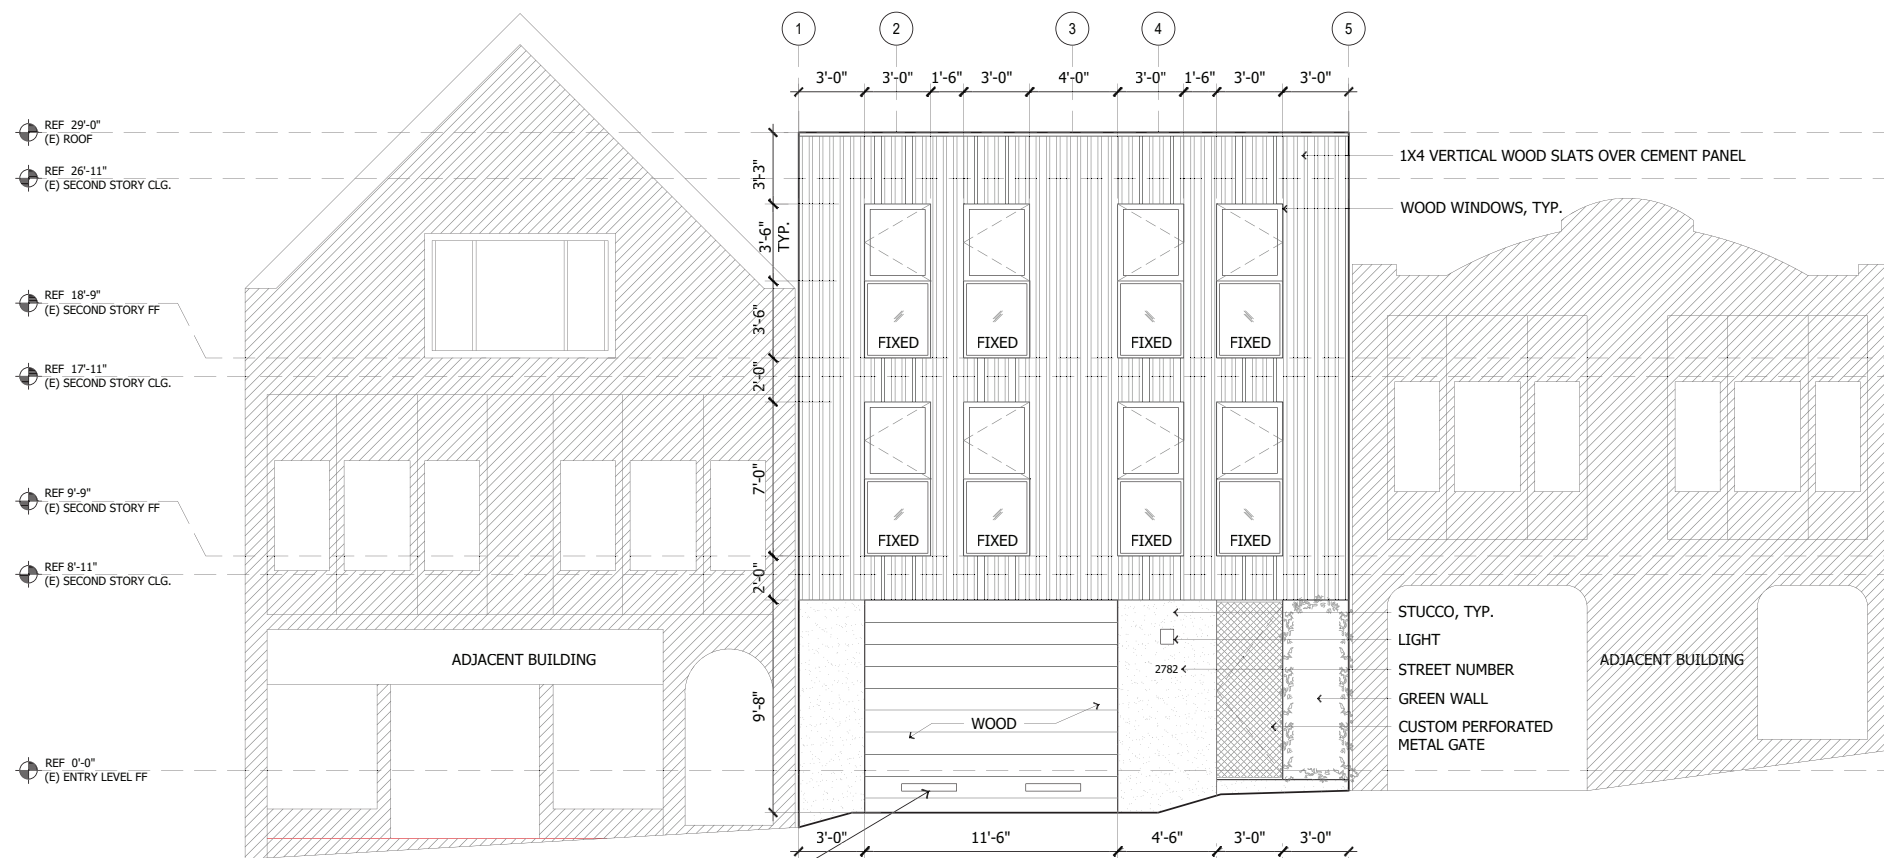 1
2
3
4
5
3'-0"
3'-0"
1'-6"
3'-0"
4'-0"
3'-0"
1'-6"
3'-0"
3'-0"
REF 29'-0"
(E) ROOF
REF 26'-11"
(E) SECOND STORY CLG.
REF 18'-9"
(E) SECOND STORY FF
REF 17'-11"
(E) SECOND STORY CLG.
REF 9'-9"
(E) SECOND STORY FF
REF 8'-11"
(E) SECOND STORY CLG.
REF 0'-0"
(E) ENTRY LEVEL FF
3'-3"
3'-6"
TYP.
3'-6"
2'-0"
7'-0"
2'-0"
9'-8"
FIXED
FIXED
FIXED
FIXED
FIXED
FIXED
FIXED
FIXED
1X4 VERTICAL WOOD SLATS OVER CEMENT PANEL
WOOD WINDOWS, TYP.
STUCCO, TYP.
LIGHT
STREET NUMBER
GREEN WALL
CUSTOM PERFORATED
METAL GATE
2782
WOOD
ADJACENT BUILDING
ADJACENT BUILDING
3'-0"
11'-6"
4'-6"
3'-0"
3'-0"